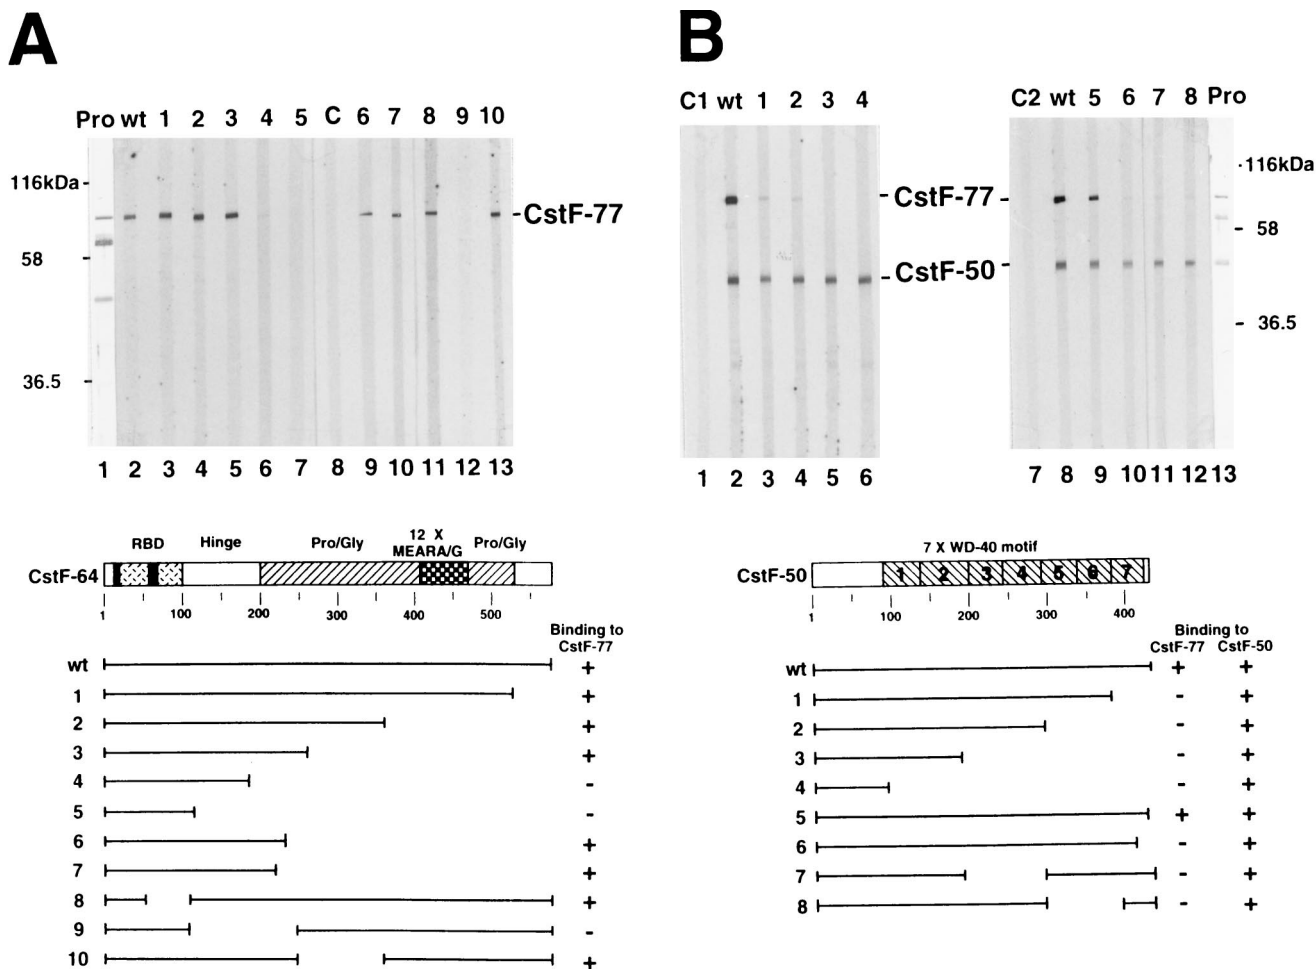 A
Pro wt 1 2 3 4 5 C 6 7 8 9 10
116kDa
CstF-77
58
36.5
1 2 3 4 5 6 7 8 9 10 11 12 13
RBD
Hinge
Pro/Gly
12 X
MEARA/G
Pro/Gly
CstF-64
1 100 200 300 400 500
Binding to
CstF-77
wt +
1 +
2 +
3 +
4 -
5 -
6 +
7 +
8 +
9 -
10 +
B
C1 wt 1 2 3 4
C2 wt 5 6 7 8 Pro
116kDa
CstF-77
58
CstF-50
36.5
1 2 3 4 5 6
7 8 9 10 11 12 13
7 X WD-40 motif
CstF-50
1 2 3 4 5 6 7
1 100 200 300 400
Binding to
CstF-77 CstF-50
wt + +
1 - +
2 - +
3 - +
4 - +
5 + +
6 - +
7 - +
8 - +